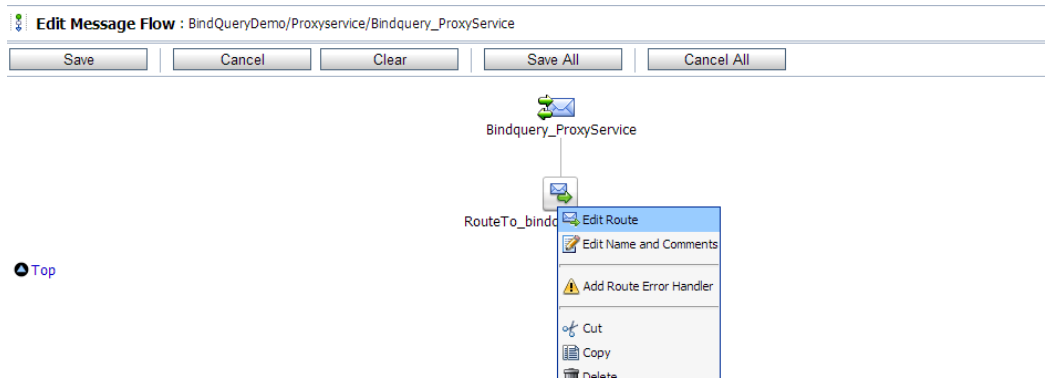 Edit Message Flow : BindQueryDemo/Proxyservice/Bindquery_ProxyService
Save Cancel Clear Save All Cancel All
Bindquery_ProxyService
RouteTo_bind
Edit Route
Edit Name and Comments
Top
Add Route Error Handler
Cut
Copy
Delete